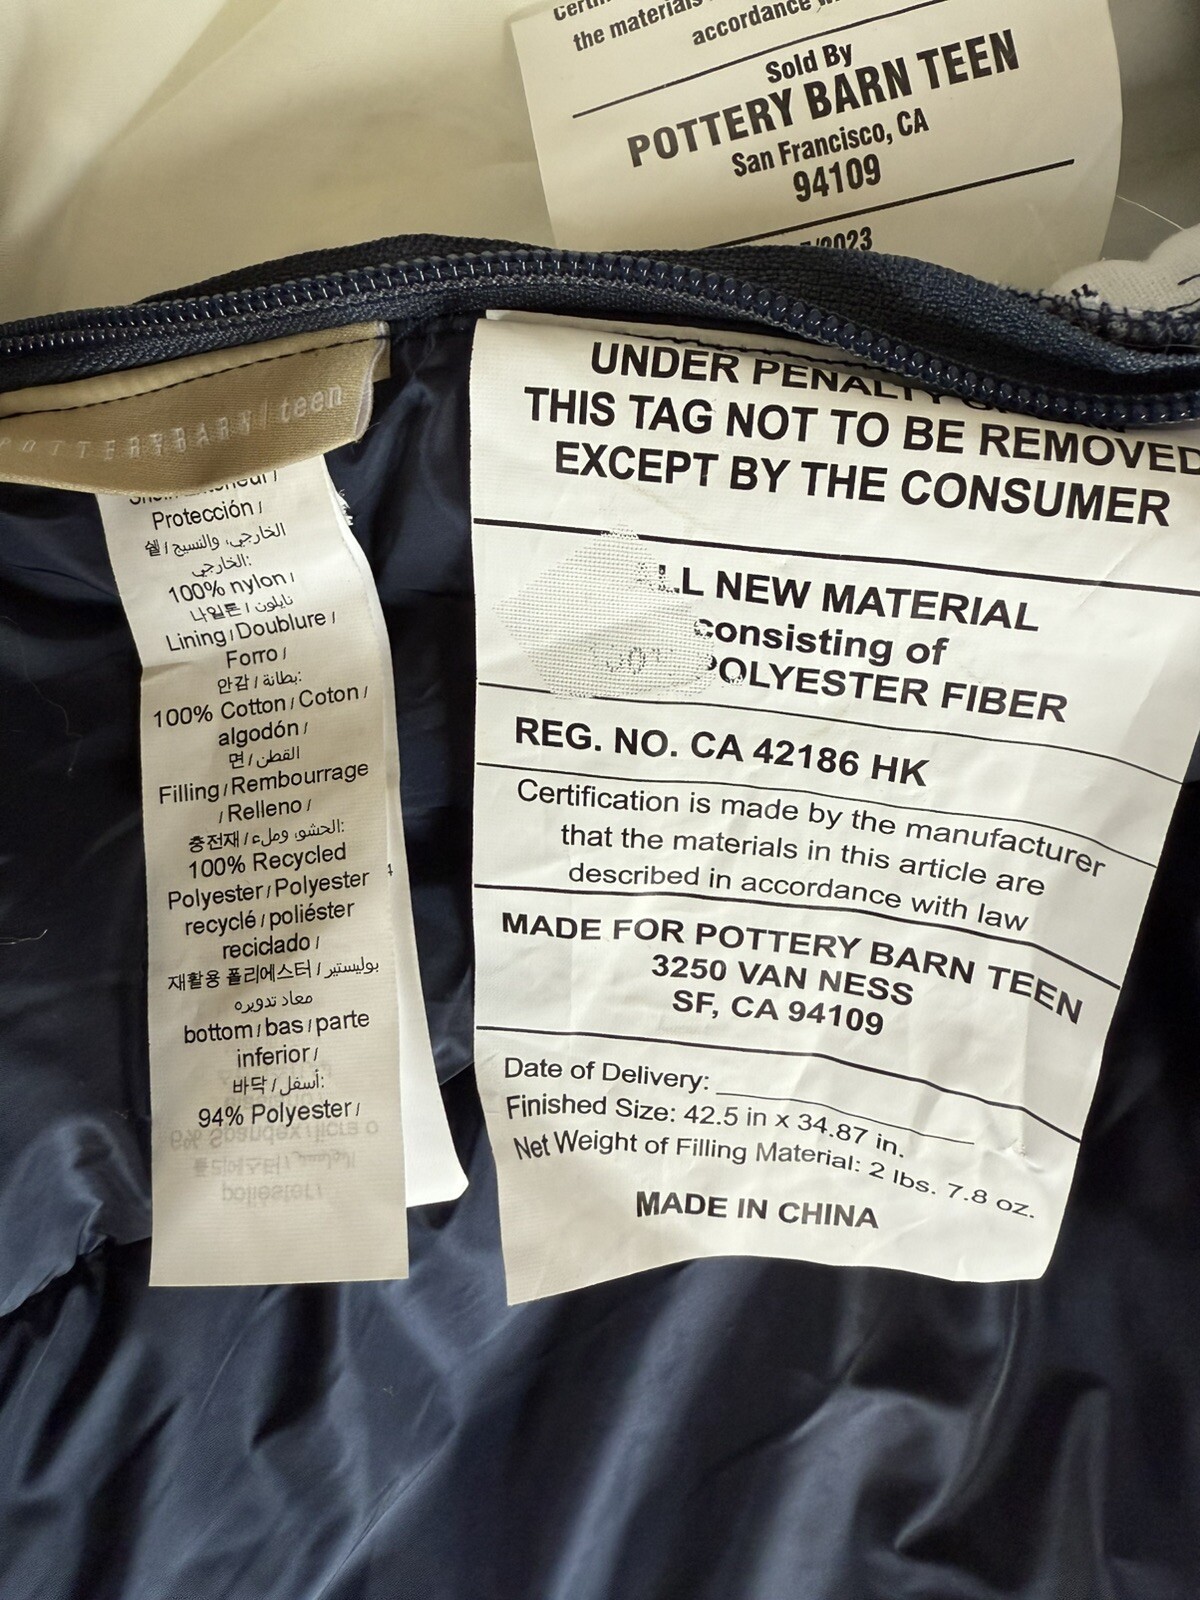 the materials
accordance
Sold By
POTTERY BARN TEEN
San Francisco, CA
94109
/2023
POTTERYBARN/teen
Protección /
쉘 / الخارجي، والنسيج
الخارجي:
100% nylon /
나일론 / نايلون
Lining / Doublure /
Forro /
안감 / بطانة:
100% Cotton / Coton /
algodón /
면 / القطن
Filling / Rembourrage
/ Relleno /
충전재 / الحشو، وملء:
100% Recycled
Polyester / Polyester
recyclé / poliéster
reciclado /
재활용 폴리에스터 / بوليستير
معاد تدويره
bottom / bas / parte
inferior /
바닥 / أسفل:
94% Polyester /
UNDER PENALTY
THIS TAG NOT TO BE REMOVED
EXCEPT BY THE CONSUMER
ALL NEW MATERIAL
consisting of
POLYESTER FIBER
REG. NO. CA 42186 HK
Certification is made by the manufacturer
that the materials in this article are
described in accordance with law
MADE FOR POTTERY BARN TEEN
3250 VAN NESS
SF, CA 94109
Date of Delivery:
Finished Size: 42.5 in x 34.87 in.
Net Weight of Filling Material: 2 lbs. 7.8 oz.
MADE IN CHINA